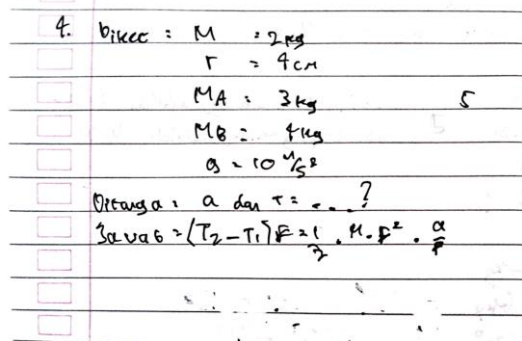 4. Diket : M = 2 kg
r = 4 cm
MA = 3 kg 5
MB = 4 kg
g = 10 m/s²
Ditanya : a dan T = ... ?
Jawab = (T₂ - T₁) r = 1/2 . M . r² . a/r